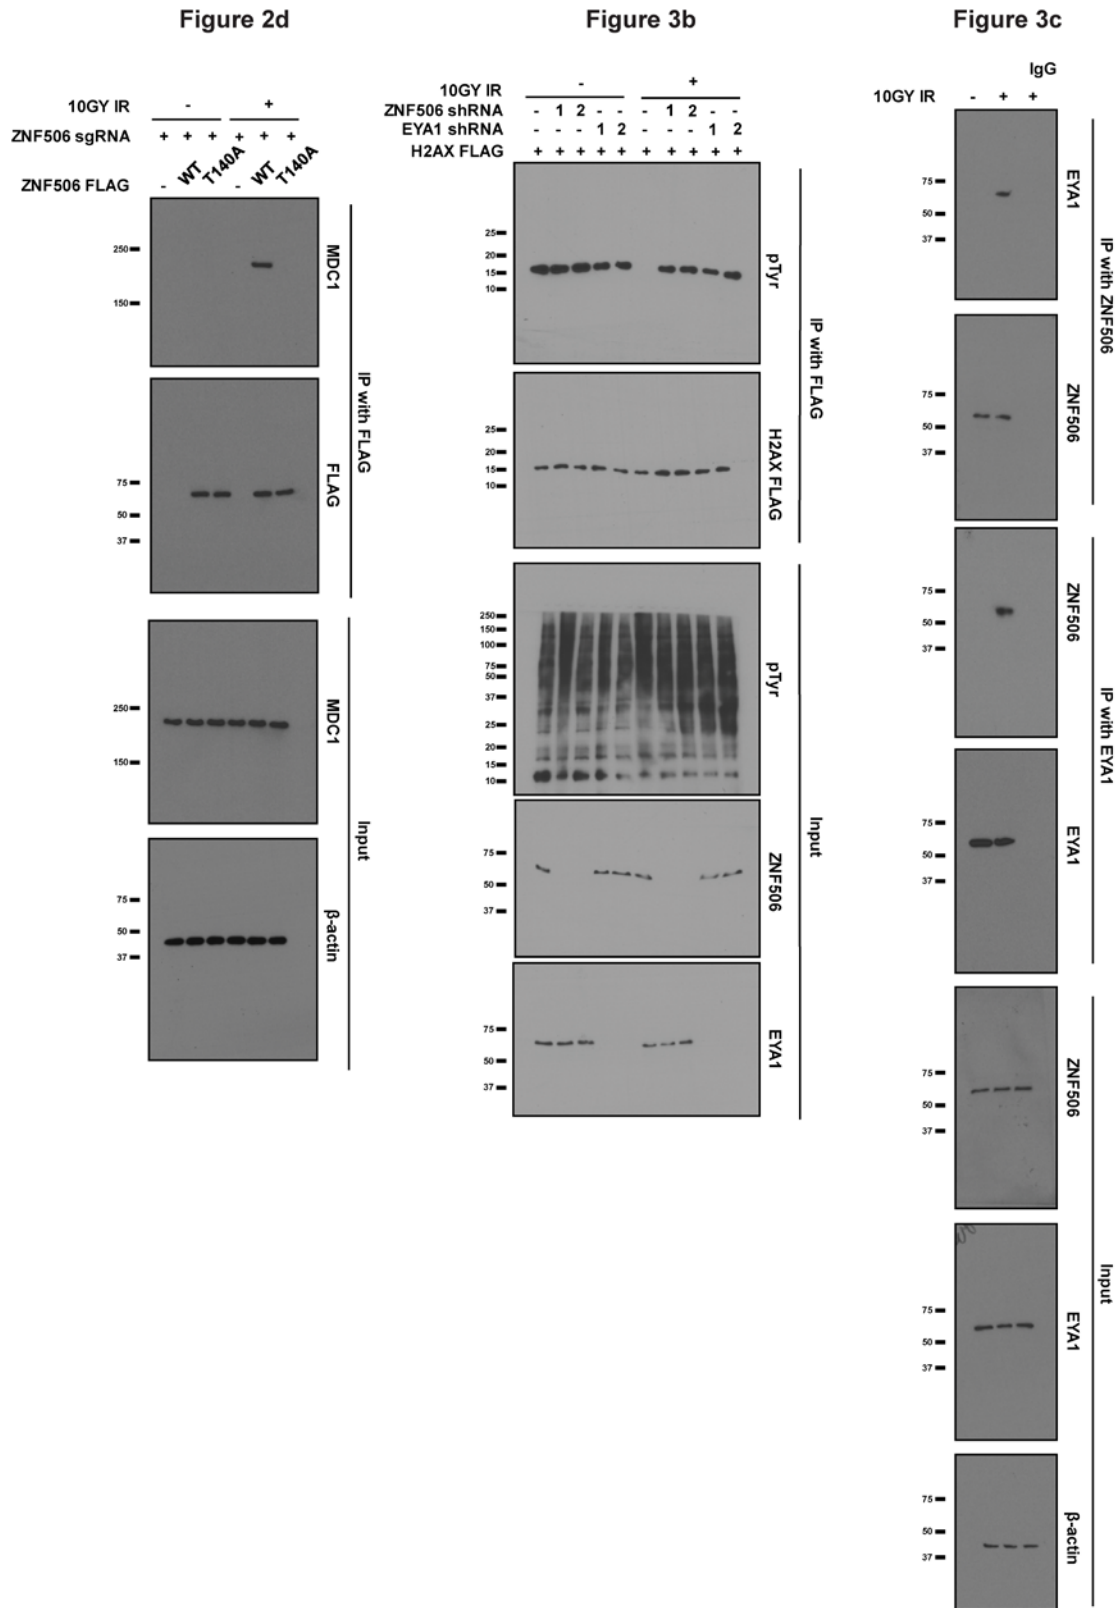 Figure 2d
10GY IR - +
ZNF506 sgRNA + + + + + +
ZNF506 FLAG - WT T140A - WT T140A
250
150
MDC1
75
50
37
FLAG
IP with FLAG
250
150
MDC1
75
50
37
β-actin
Input
Figure 3b
10GY IR - +
ZNF506 shRNA - 1 2 - - - 1 2 - -
EYA1 shRNA - - - 1 2 - - - 1 2
H2AX FLAG + + + + + + + + + +
25
20
15
10
pTyr
25
20
15
10
H2AX FLAG
IP with FLAG
250
150
100
75
50
37
25
20
15
10
pTyr
75
50
37
ZNF506
75
50
37
EYA1
Input
Figure 3c
IgG
10GY IR - + +
75
50
37
EYA1
75
50
37
ZNF506
IP with ZNF506
75
50
37
ZNF506
75
50
37
EYA1
IP with EYA1
75
50
37
ZNF506
75
50
37
EYA1
75
50
37
β-actin
Input